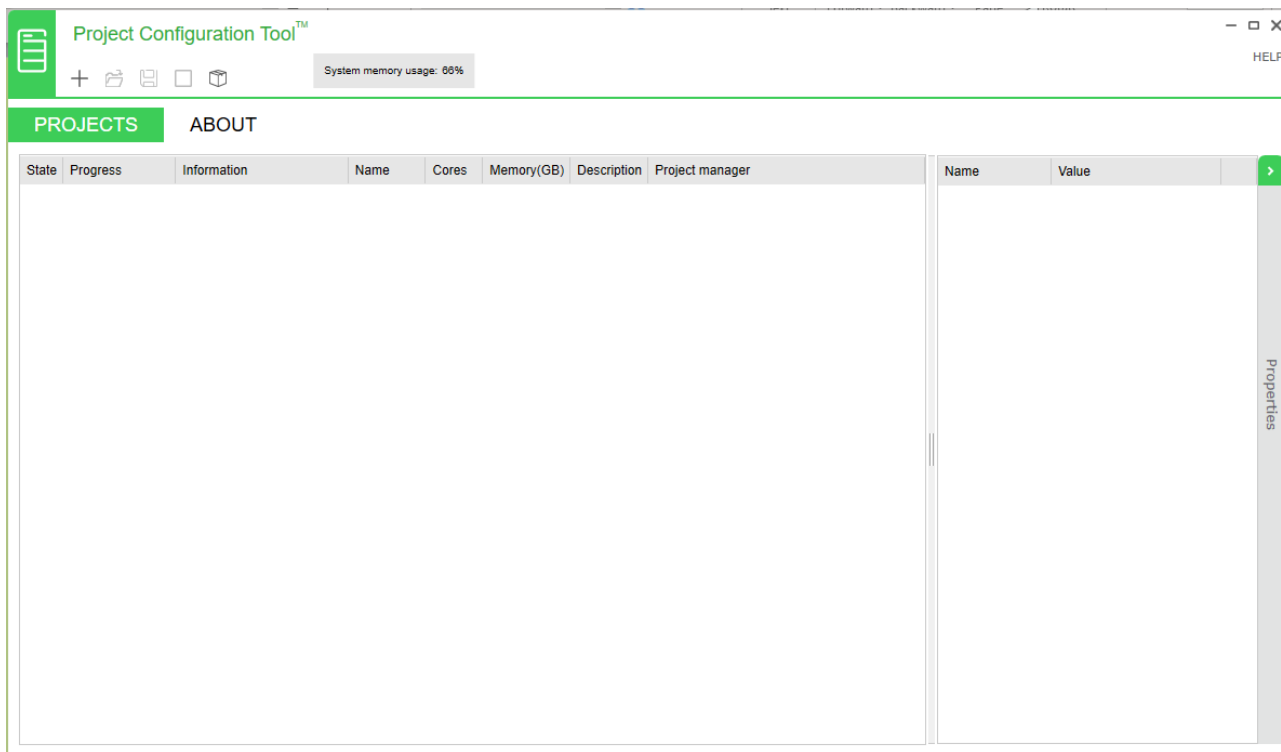 Project Configuration Tool™
HELP
System memory usage: 66%
PROJECTS ABOUT
State Progress Information Name Cores Memory(GB) Description Project manager Name Value
Properties